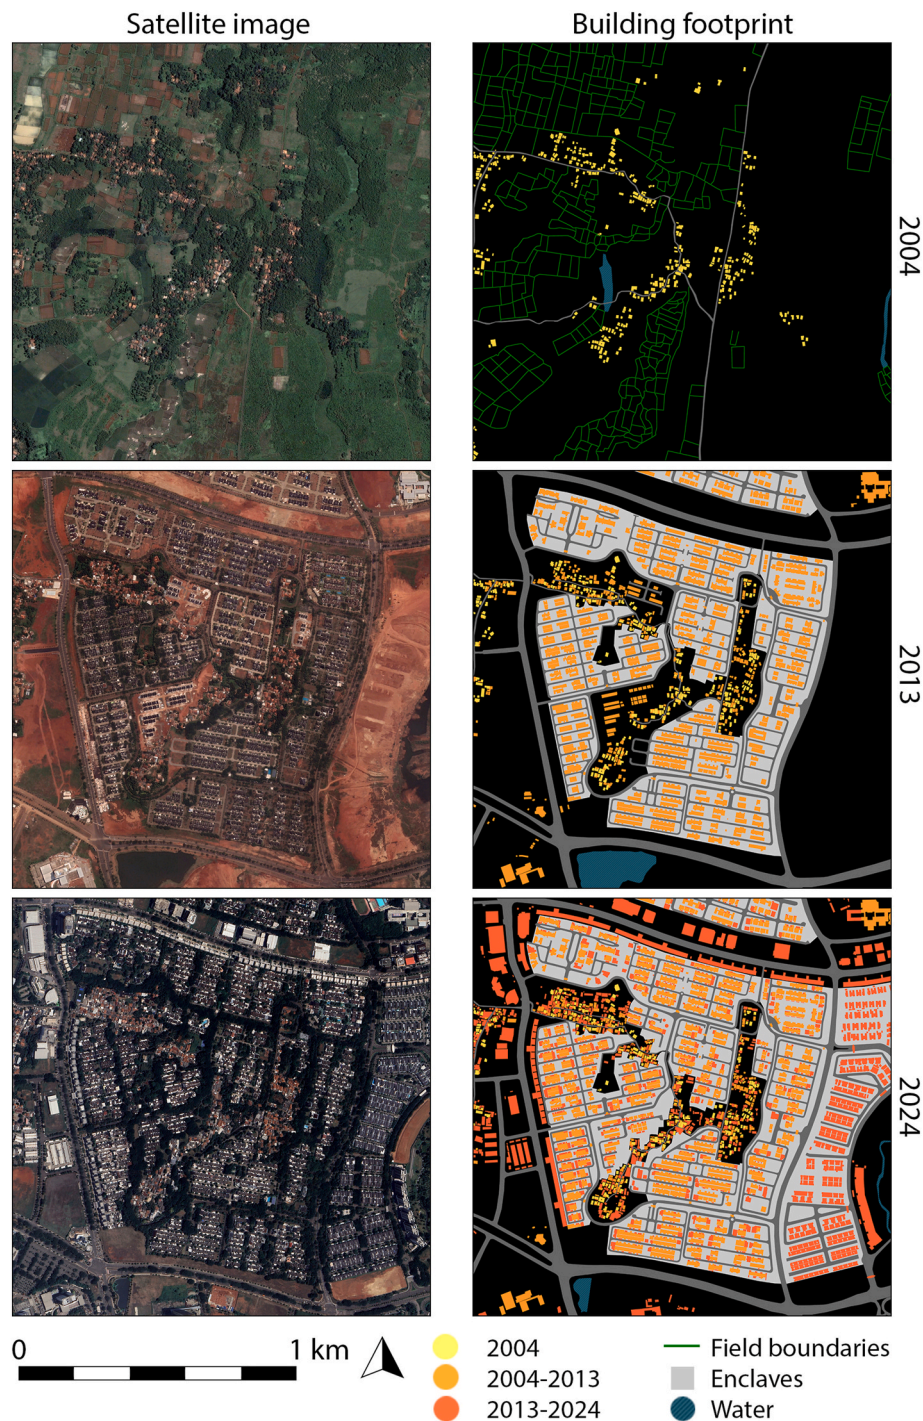 Satellite image
Building footprint
2004
2013
2024
0
1 km
2004
2004-2013
2013-2024
Field boundaries
Enclaves
Water